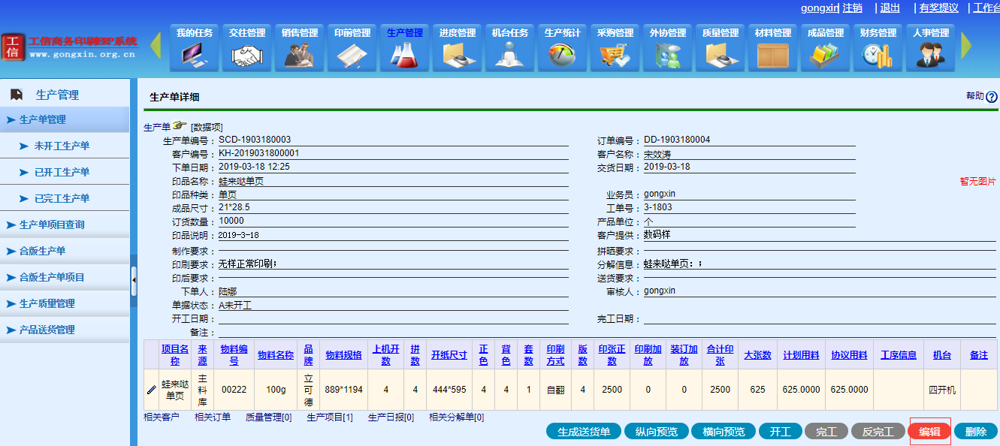 gongxin 注销 | 退出 | 有奖提议 | 工作台
工信 工信商务印刷ERP系统
www.gongxin.org.cn
我的任务 交往管理 销售管理 印前管理 生产管理 进度管理 机台任务 生产统计 采购管理 外协管理 质量管理 材料管理 成品管理 财务管理 人事管理
生产管理
生产单管理
未开工生产单
已开工生产单
已完工生产单
生产单项目查询
合版生产单
合版生产单项目
生产质量管理
产品送货管理
生产单详细 帮助
生产单 [数据项]
生产单编号: SCD-1903180003 订单编号: DD-1903180004
客户编号: KH-2019031800001 客户名称: 宋效涛
下单日期: 2019-03-18 12:25 交货日期: 2019-03-18
印品名称: 蛙来哒单页 暂无图片
印品种类: 单页 业务员: gongxin
成品尺寸: 21*28.5 工单号: 3-1803
订货数量: 10000 产品单位: 个
印品说明: 2019-3-18 客户提供: 数码样
制作要求: 拼晒要求:
印刷要求: 无样正常印刷; 分解信息: 蛙来哒单页: ;
印后要求: 送货要求:
下单人: 陆娜 审核人: gongxin
单据状态: A未开工
开工日期: 完工日期:
备注:
项目名称 来源 物料编号 物料名称 品牌 物料规格 上机开数 拼数 开纸尺寸 正色 背色 套数 印刷方式 版数 印张正数 印刷加放 装订加放 合计印张 大张数 计划用料 协议用料 工序信息 机台 备注
蛙来哒单页 主料库 00222 100g 立可德 889*1194 4 4 444*595 4 4 1 自翻 4 2500 0 0 2500 625 625.0000 625.0000 四开机
相关客户 相关订单 质量管理[0] 生产项目[1] 生产日报[0] 相关分解单[0]
生成送货单 纵向预览 横向预览 开工 完工 反完工 编辑 删除